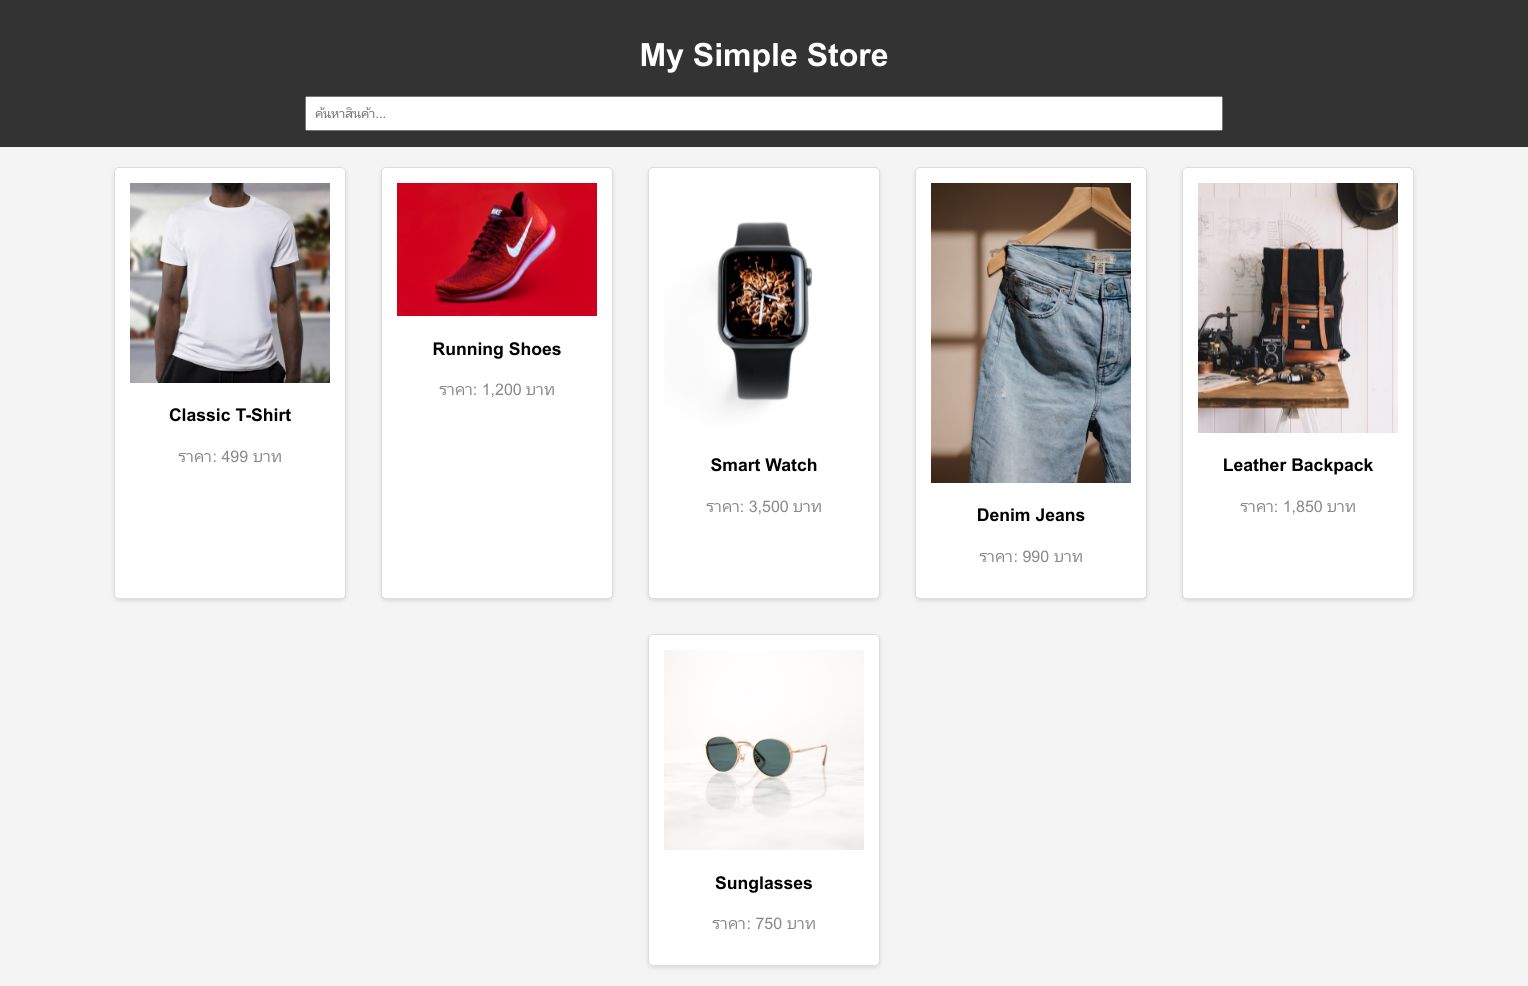 My Simple Store
ค้นหาสินค้า...
Classic T-Shirt
ราคา: 499 บาท
Running Shoes
ราคา: 1,200 บาท
Smart Watch
ราคา: 3,500 บาท
Denim Jeans
ราคา: 990 บาท
Leather Backpack
ราคา: 1,850 บาท
Sunglasses
ราคา: 750 บาท